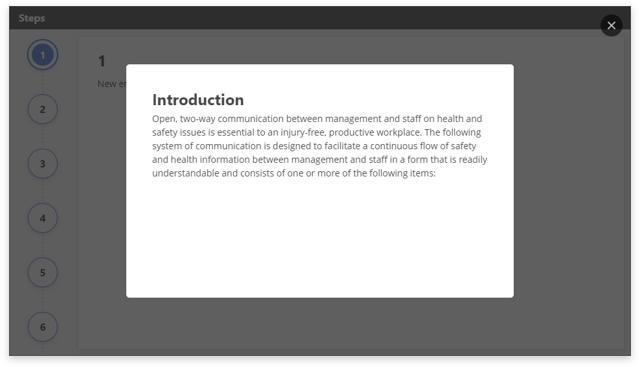 Steps
1
1
New
Introduction
Open, two-way communication between management and staff on health and
safety issues is essential to an injury-free, productive workplace. The following
system of communication is designed to facilitate a continuous flow of safety
and health information between management and staff in a form that is readily
understandable and consists of one or more of the following items:
2
3
4
5
6